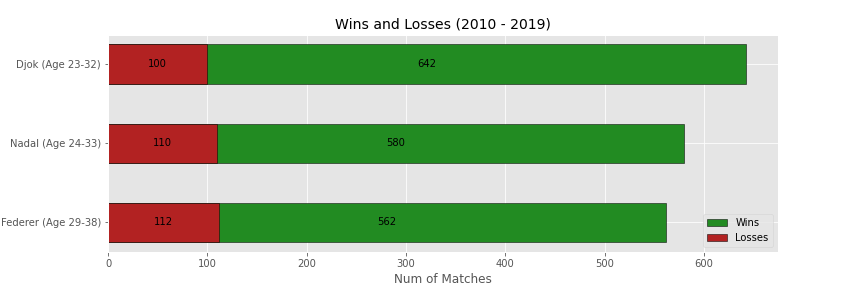 Wins and Losses (2010 - 2019)
Djok (Age 23-32)
100
642
Nadal (Age 24-33)
110
580
Federer (Age 29-38)
112
562
Wins
Losses
0 100 200 300 400 500 600
Num of Matches